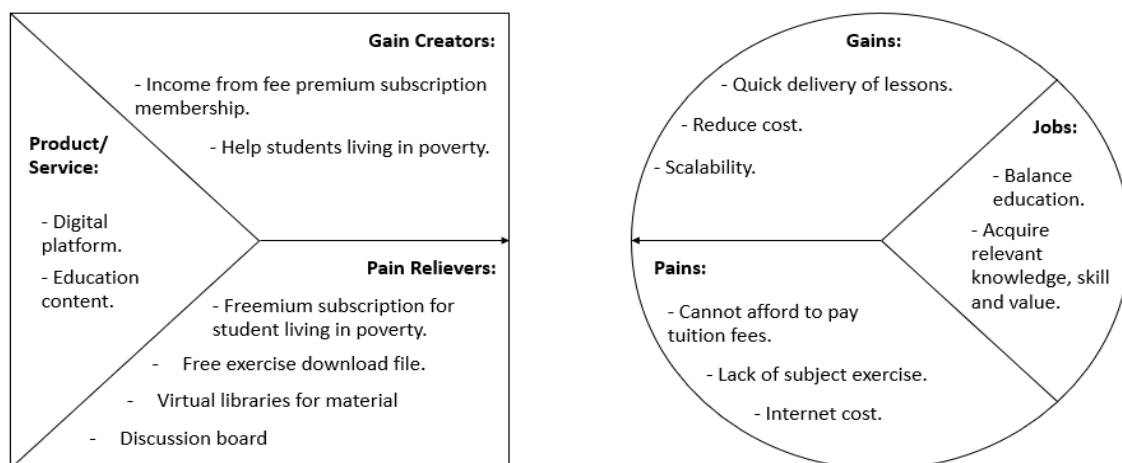 Gain Creators:
- Income from fee premium subscription
membership.
- Help students living in poverty.
Product/
Service:
- Digital
platform.
- Education
content.
Pain Relievers:
- Freemium subscription for
student living in poverty.
- Free exercise download file.
- Virtual libraries for material
- Discussion board
Gains:
- Quick delivery of lessons.
- Reduce cost.
- Scalability.
Jobs:
- Balance
education.
- Acquire
relevant
knowledge, skill
and value.
Pains:
- Cannot afford to pay
tuition fees.
- Lack of subject exercise.
- Internet cost.